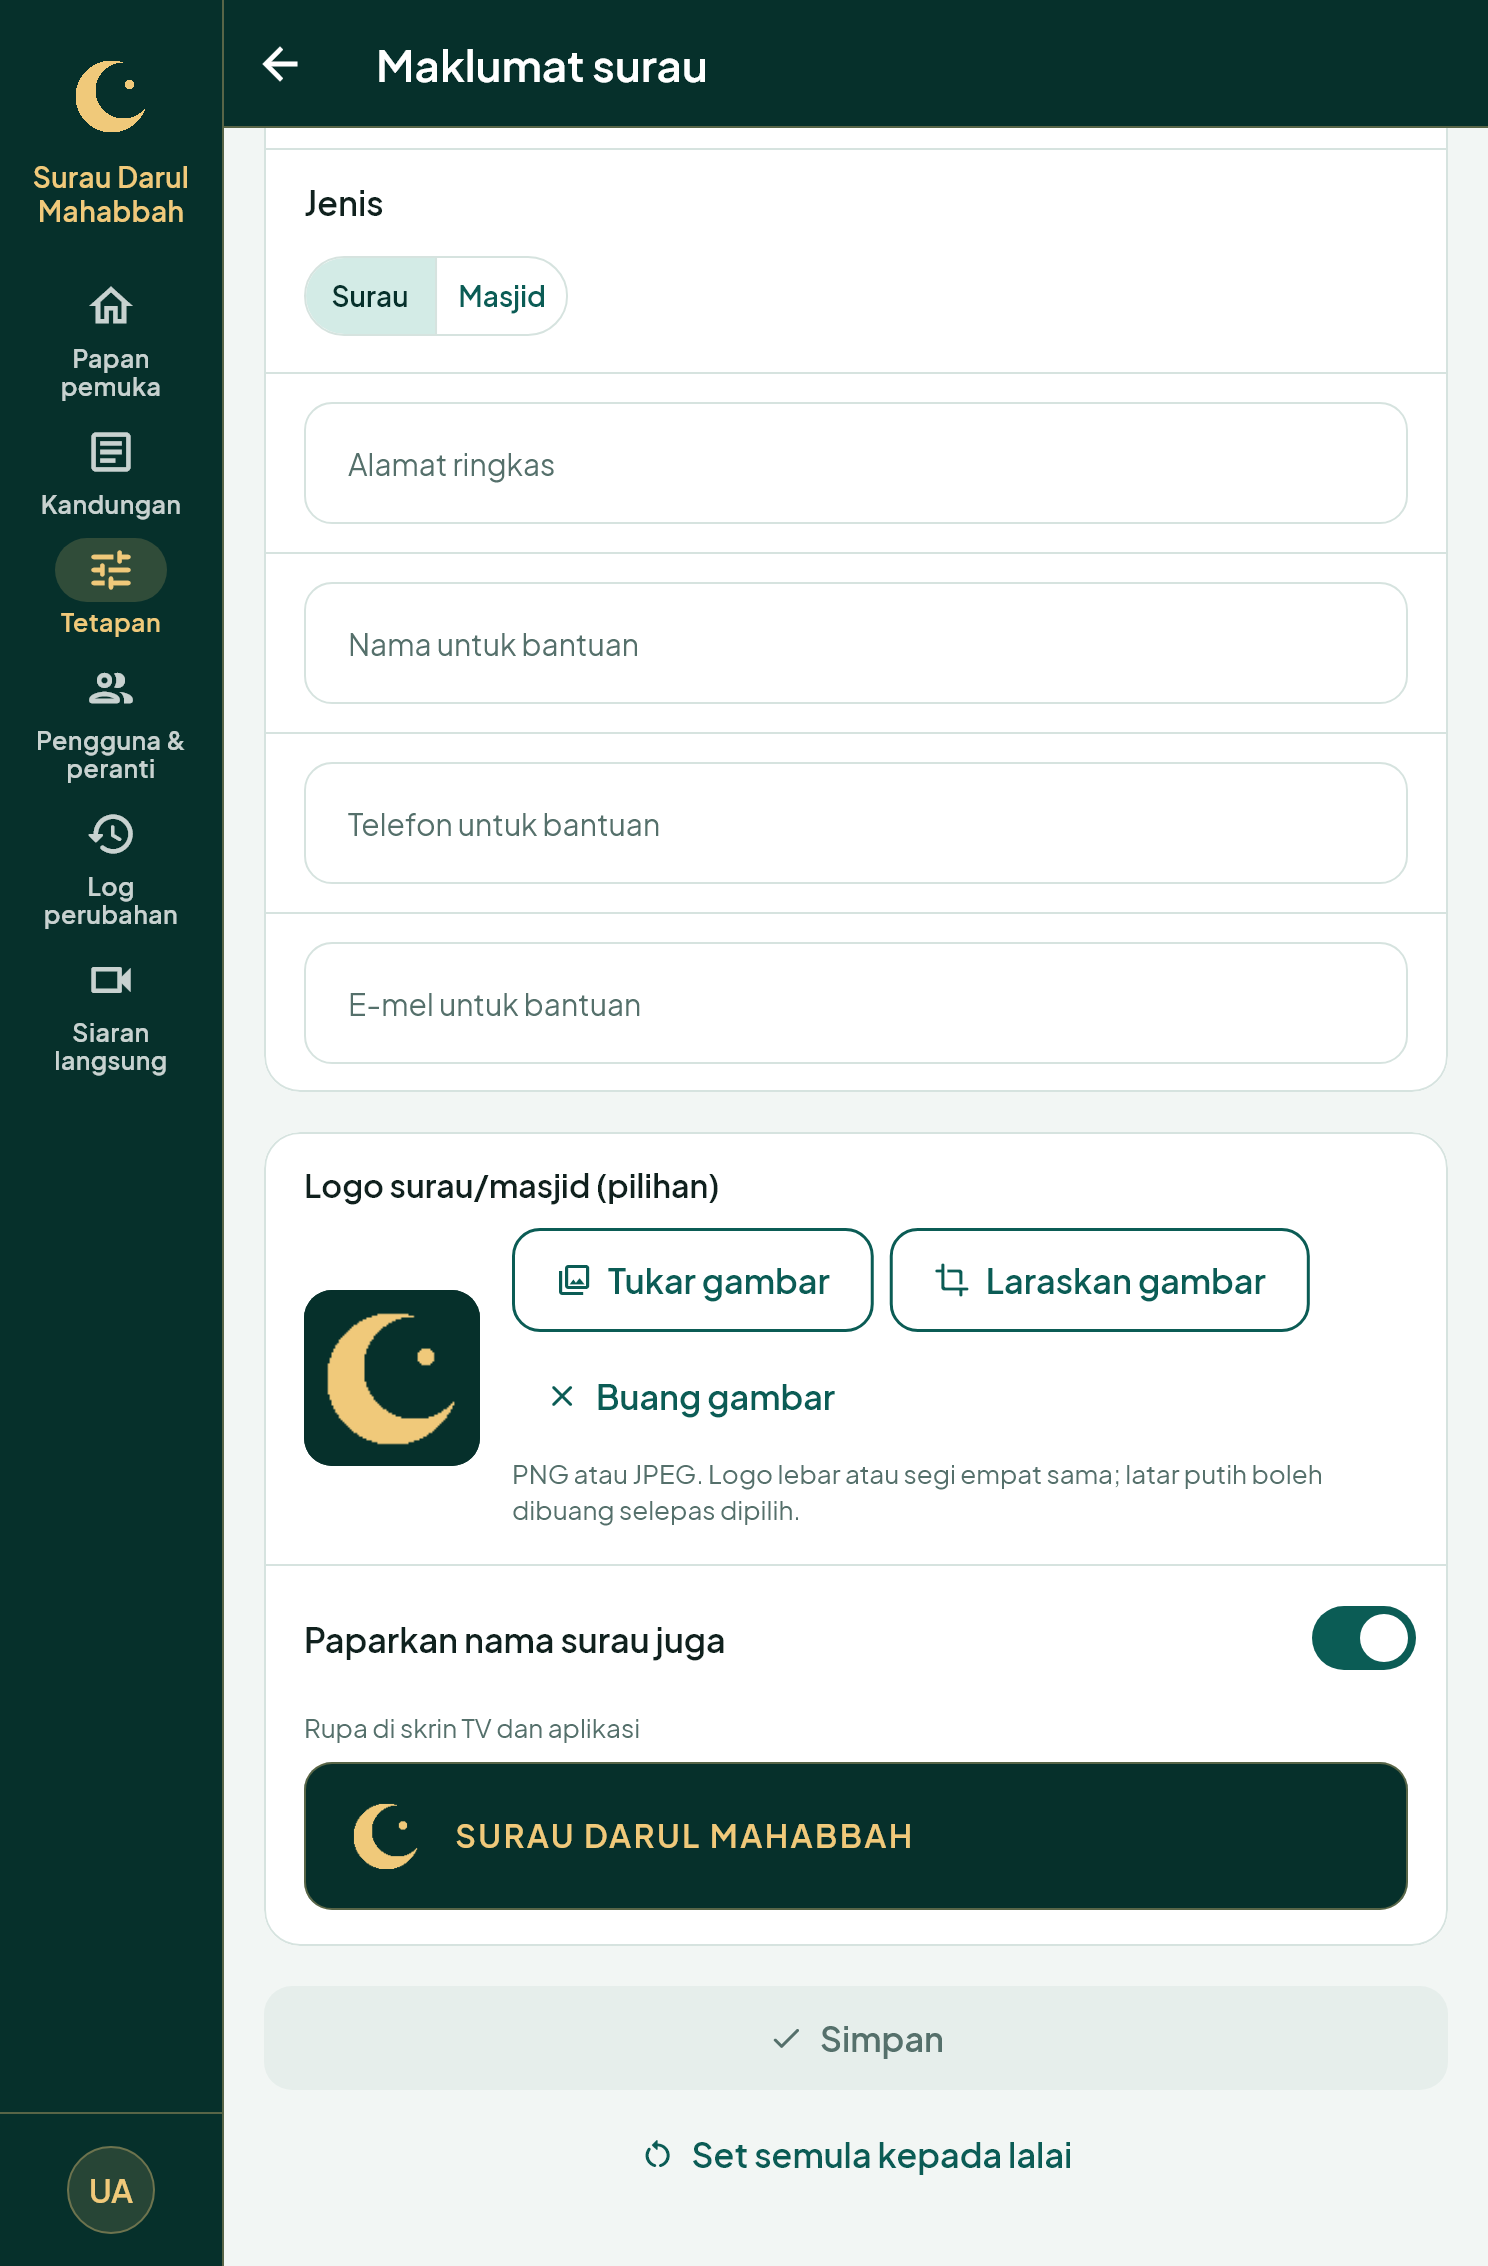 Surau Darul
Mahabbah
Papan
pemuka
Kandungan
Tetapan
Pengguna &
peranti
Log
perubahan
Siaran
langsung
UA
Maklumat surau
Jenis
Surau
Masjid
Alamat ringkas
Nama untuk bantuan
Telefon untuk bantuan
E-mel untuk bantuan
Logo surau/masjid (pilihan)
Tukar gambar
Laraskan gambar
Buang gambar
PNG atau JPEG. Logo lebar atau segi empat sama; latar putih boleh
dibuang selepas dipilih.
Paparkan nama surau juga
Rupa di skrin TV dan aplikasi
SURAU DARUL MAHABBAH
Simpan
Set semula kepada lalai